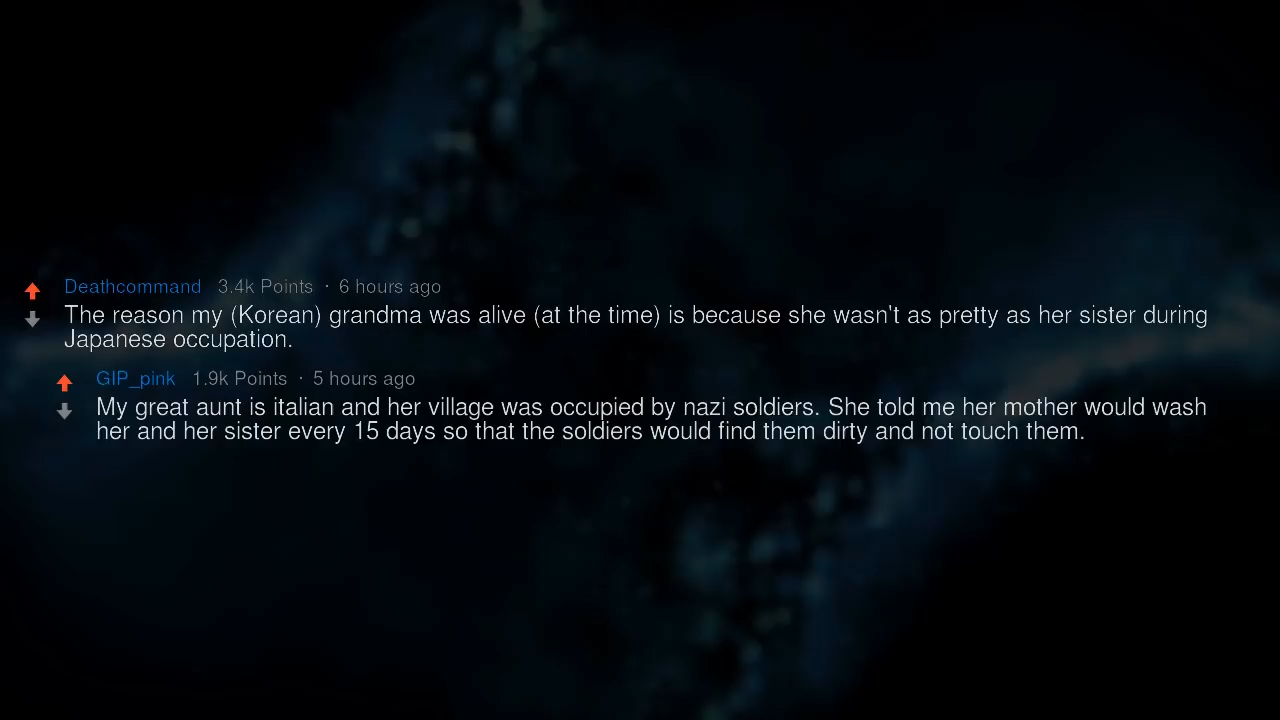 Deathcommand 3.4k Points · 6 hours ago
The reason my (Korean) grandma was alive (at the time) is because she wasn't as pretty as her sister during
Japanese occupation.
GIP_pink 1.9k Points · 5 hours ago
My great aunt is italian and her village was occupied by nazi soldiers. She told me her mother would wash
her and her sister every 15 days so that the soldiers would find them dirty and not touch them.